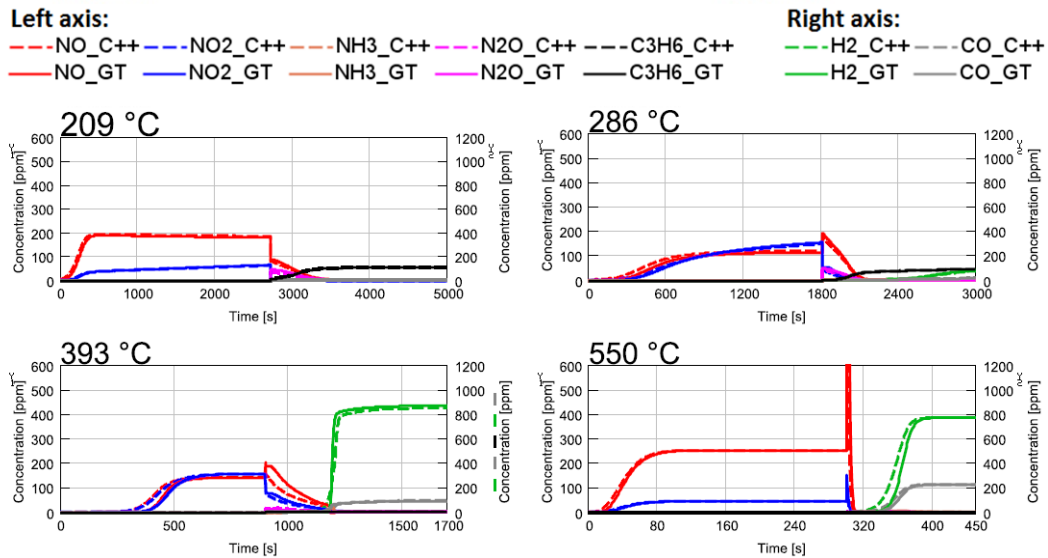 Left axis: Right axis:
NO_C++ NO2_C++ NH3_C++ N2O_C++ C3H6_C++ H2_C++ CO_C++
NO_GT NO2_GT NH3_GT N2O_GT C3H6_GT H2_GT CO_GT
209 °C
600 500 400 300 200 100 0
Concentration [ppm]
1200 1000 800 600 400 200 0
Concentration [ppm]
0 1000 2000 3000 4000 5000
Time [s]
286 °C
600 500 400 300 200 100 0
Concentration [ppm]
1200 1000 800 600 400 200 0
Concentration [ppm]
0 600 1200 1800 2400 3000
Time [s]
393 °C
600 500 400 300 200 100 0
Concentration [ppm]
1200 1000 800 600 400 200 0
Concentration [ppm]
0 500 1000 1500 1700
Time [s]
550 °C
600 500 400 300 200 100 0
Concentration [ppm]
1200 1000 800 600 400 200 0
Concentration [ppm]
0 80 160 240 320 400 450
Time [s]